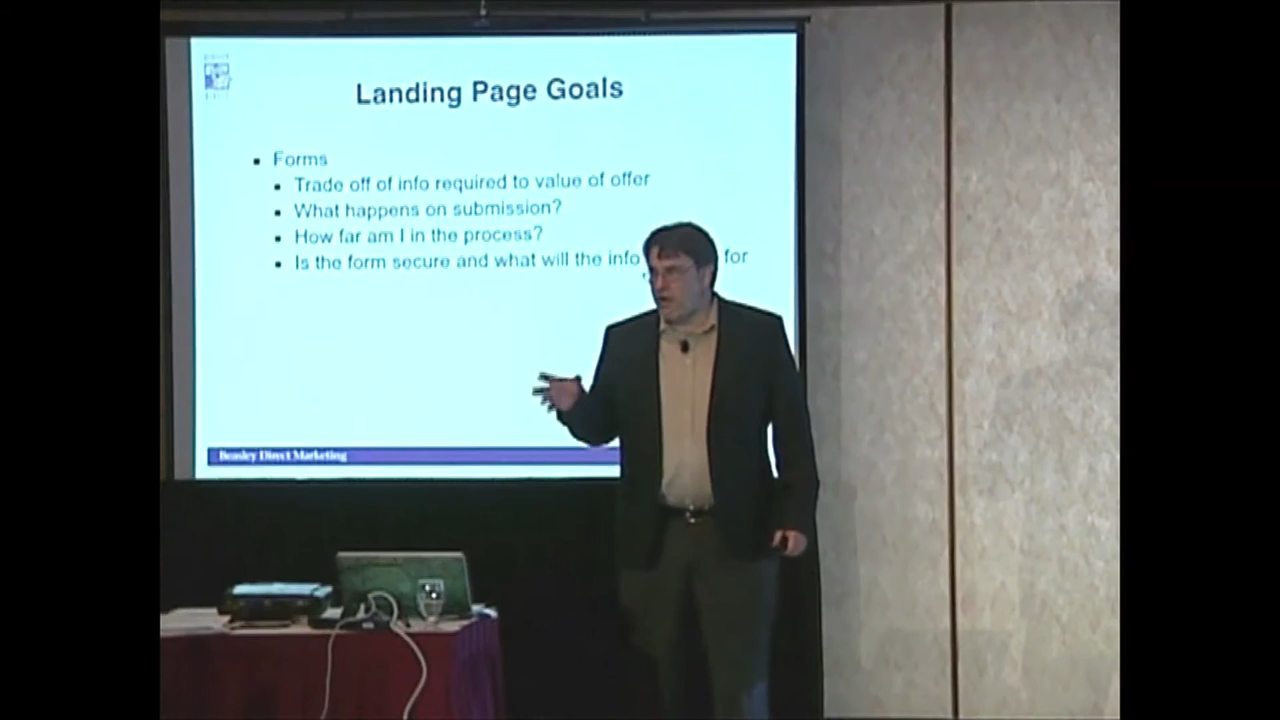 Landing Page Goals
Forms
Trade off of info required to value of offer
What happens on submission?
How far am I in the process?
Is the form secure and what will the info for
Beasley Direct Marketing